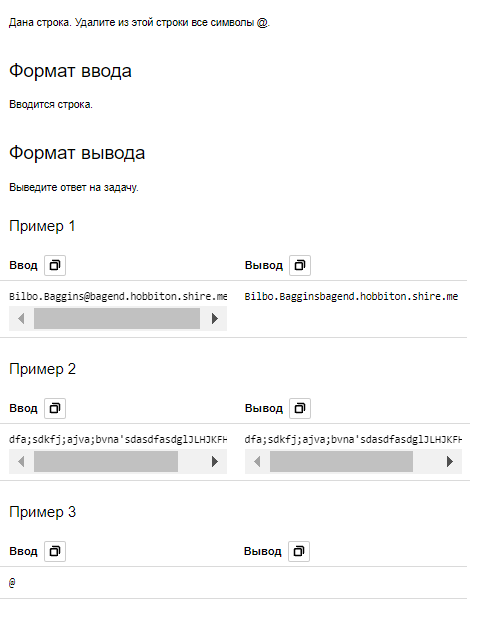 Дана строка. Удалите из этой строки все символы @.
Формат ввода
Вводится строка.
Формат вывода
Выведите ответ на задачу.
Пример 1
Ввод Вывод
Bilbo.Baggins@bagend.hobbiton.shire.me Bilbo.Bagginsbagend.hobbiton.shire.me
Пример 2
Ввод Вывод
dfa;sdkfj;ajva;bvna'sdasdfasdglJLHJKFH dfa;sdkfj;ajva;bvna'sdasdfasdglJLHJKFH
Пример 3
Ввод Вывод
@